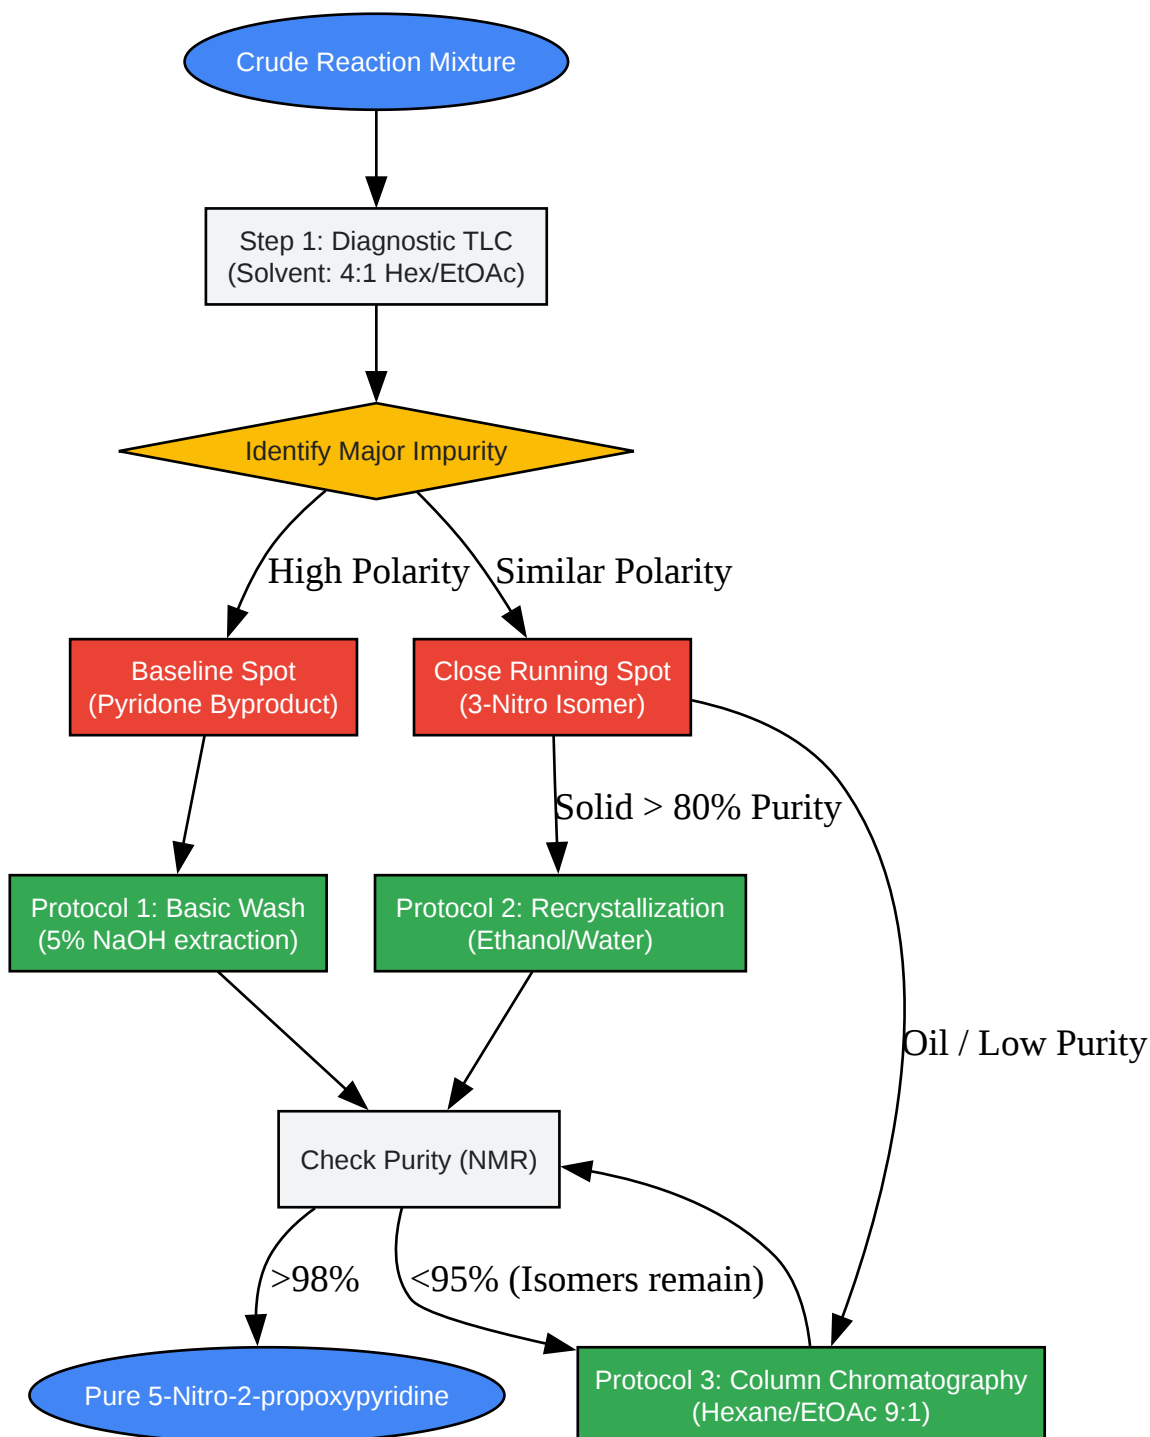 Crude Reaction Mixture
Step 1: Diagnostic TLC
(Solvent: 4:1 Hex/EtOAc)
Identify Major Impurity
High Polarity
Similar Polarity
Baseline Spot
(Pyridone Byproduct)
Close Running Spot
(3-Nitro Isomer)
Solid > 80% Purity
Protocol 1: Basic Wash
(5% NaOH extraction)
Protocol 2: Recrystallization
(Ethanol/Water)
Oil / Low Purity
Check Purity (NMR)
>98%
<95% (Isomers remain)
Pure 5-Nitro-2-propoxypyridine
Protocol 3: Column Chromatography
(Hexane/EtOAc 9:1)